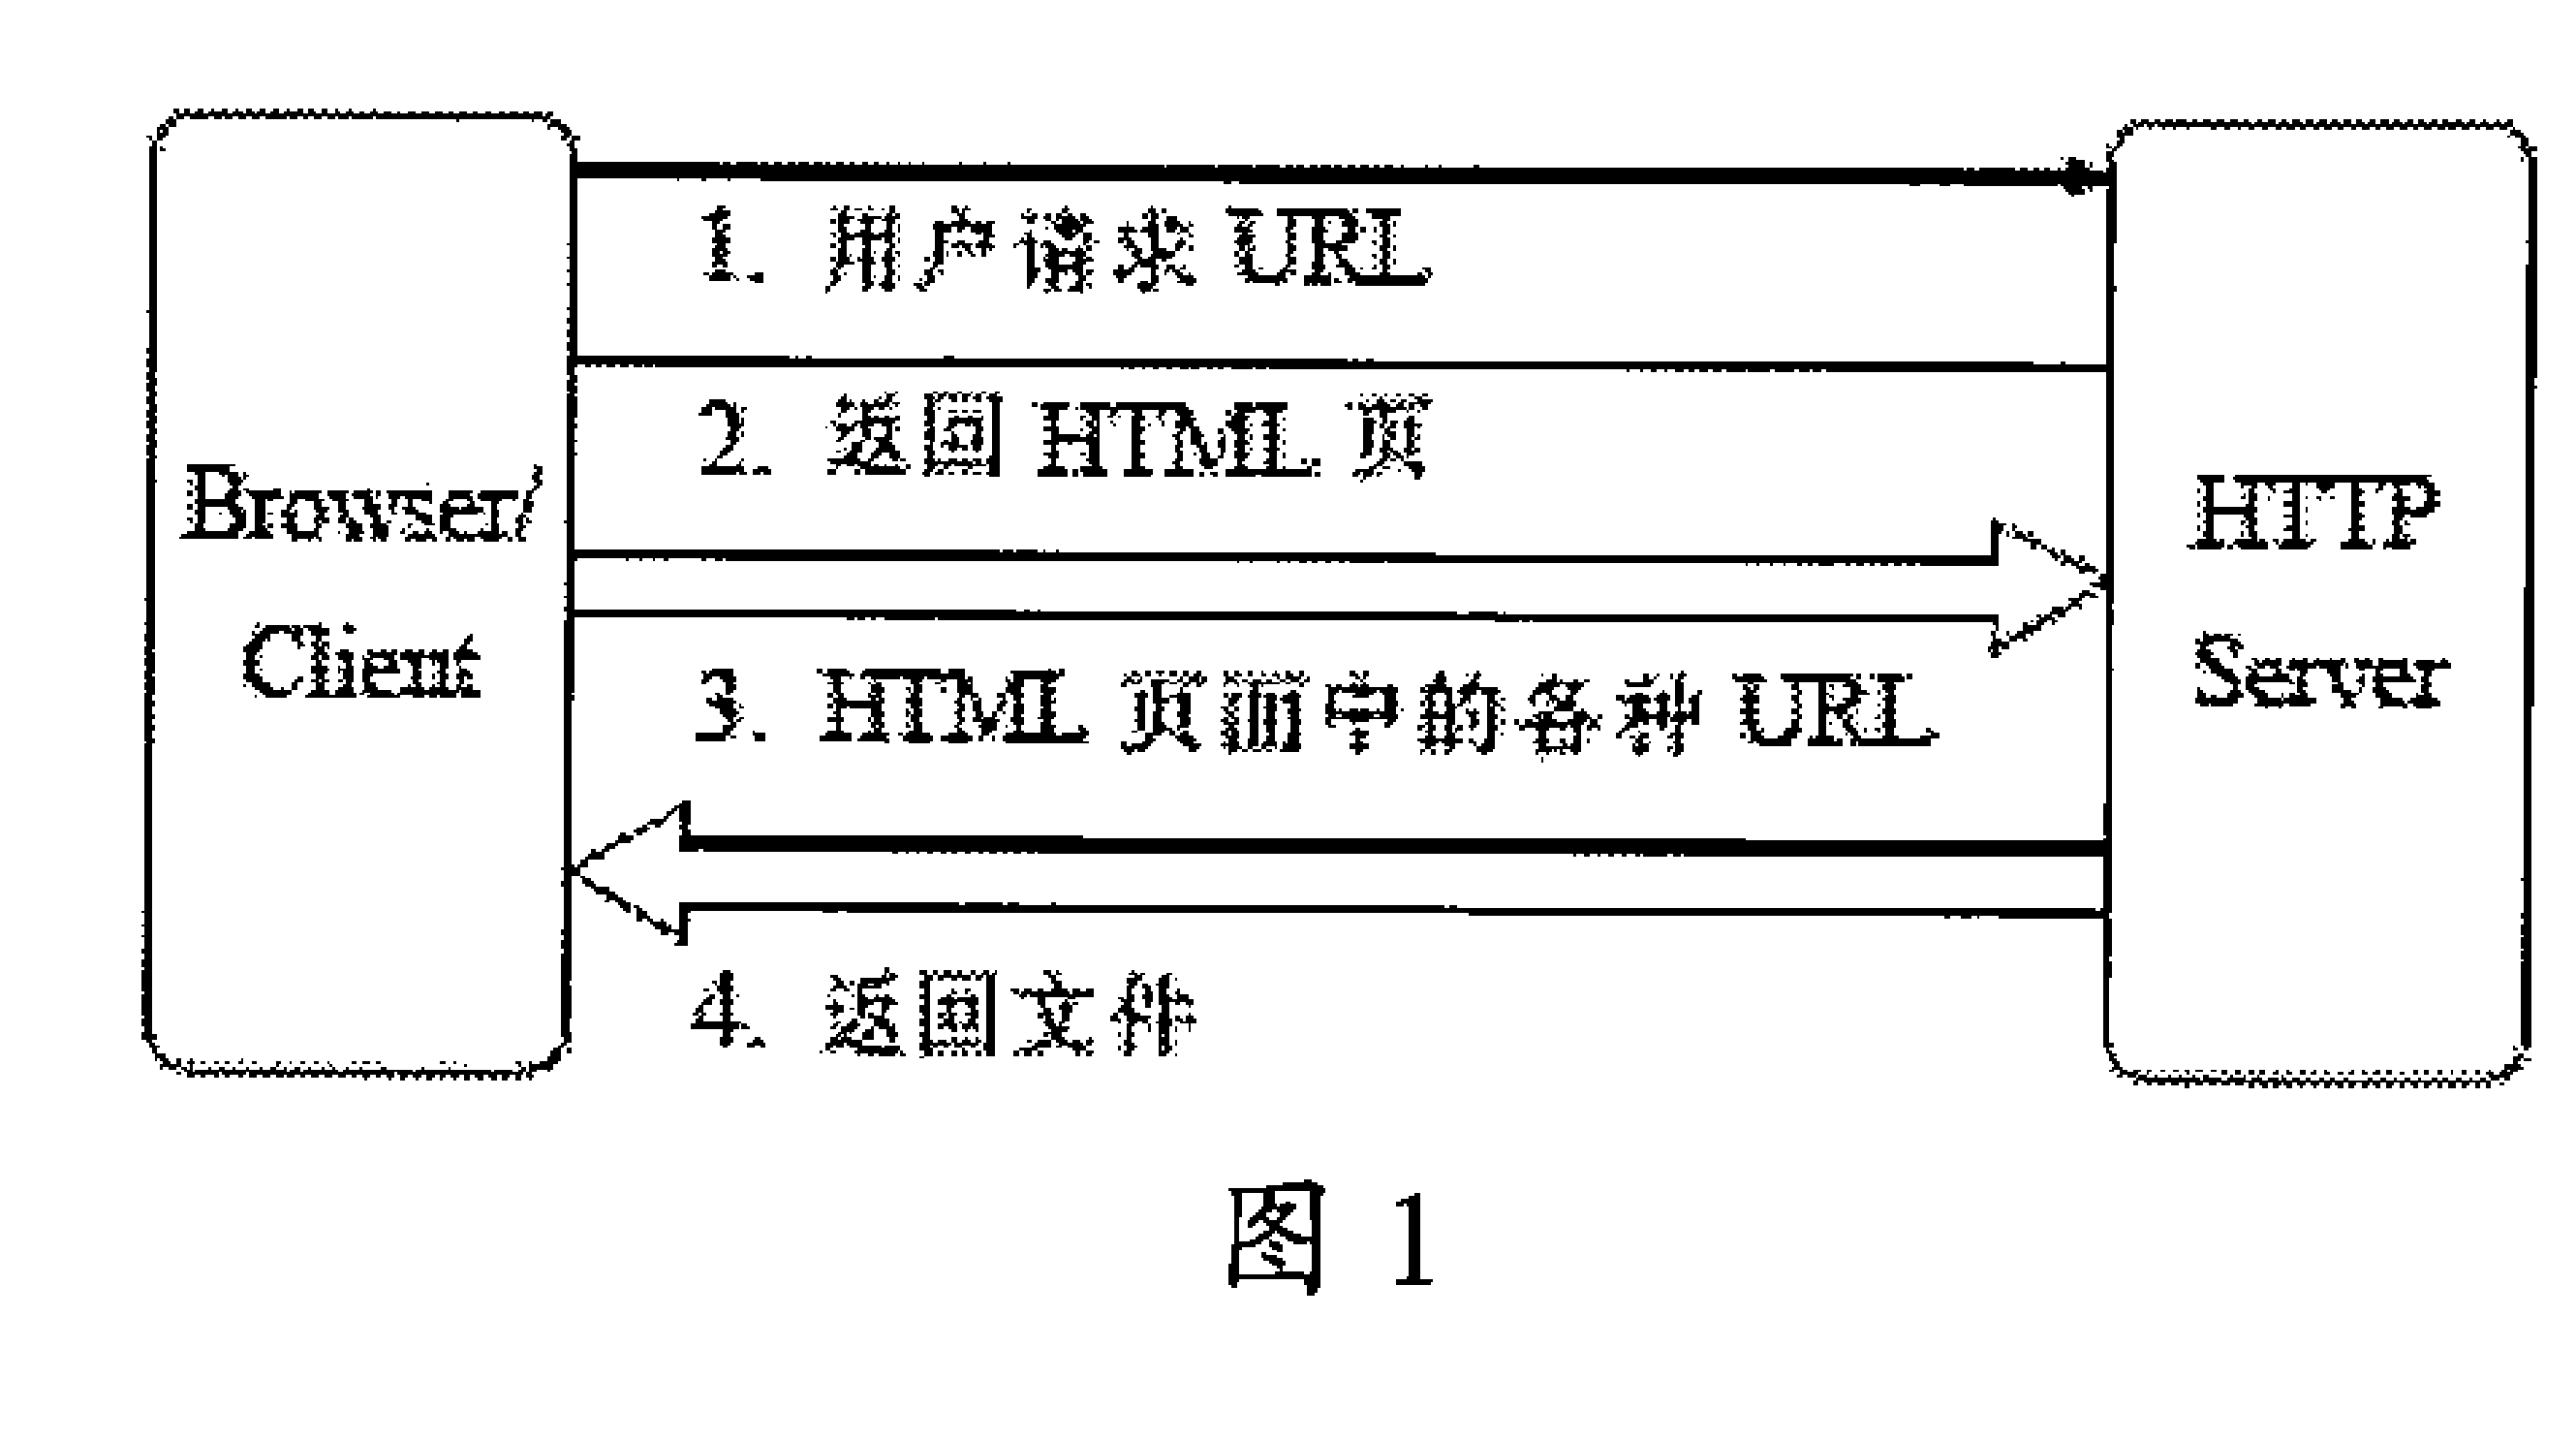 1. 用户请求 URL
2. 返回 HTML 页
Browser/
Client
HTTP
Server
3. HTML 页面中的各种 URL
4. 返回文件
图 1